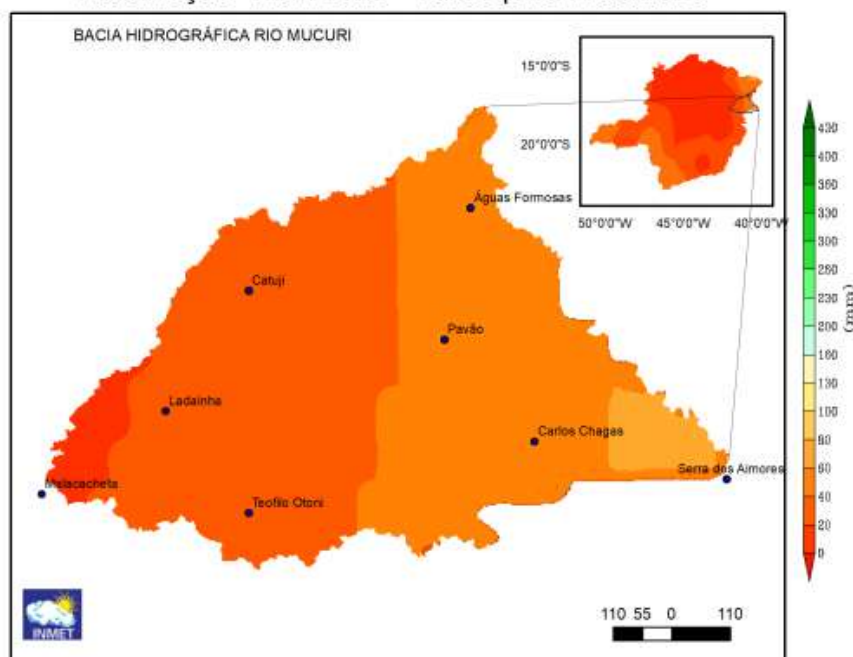 BACIA HIDROGRÁFICA RIO MUCURI
15°0'0"S
20°0'0"S
50°0'0"W 45°0'0"W 40°0'0"W
Águas Formosas
Catuji
Pavão
Ladainha
Carlos Chagas
Malacacheta
Serra dos Aimores
Teofilo Otoni
430
400
360
330
300
260
230
200
160
130
100
80
60
40
20
0
(mm)
INMET
110 55 0 110